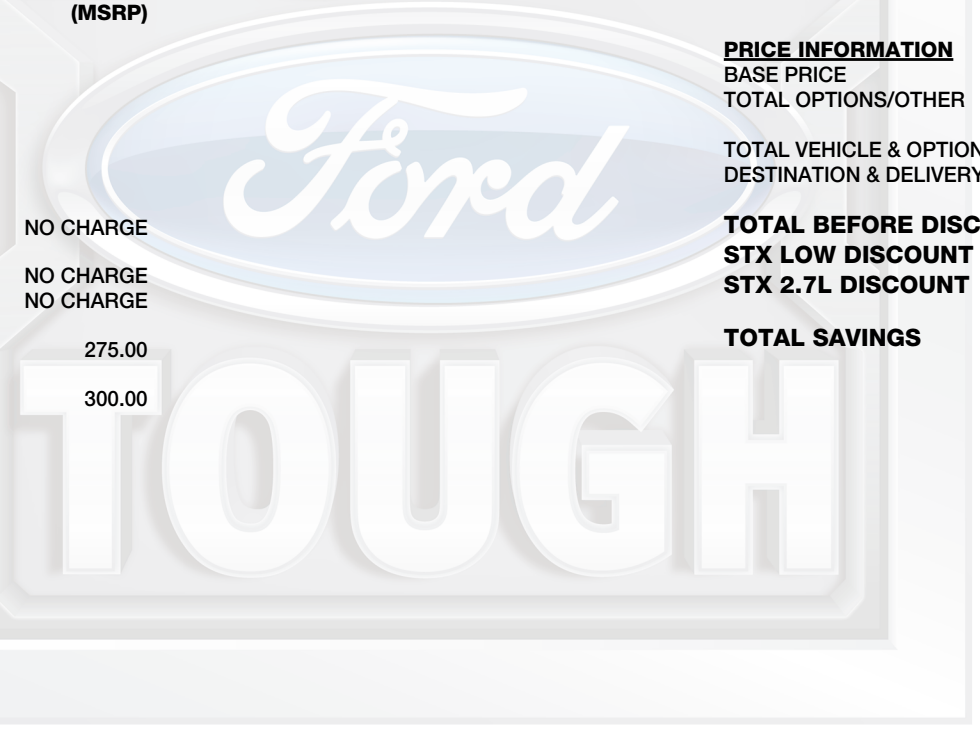 (MSRP)
NO CHARGE
NO CHARGE
NO CHARGE
275.00
300.00
PRICE INFORMATION
BASE PRICE
TOTAL OPTIONS/OTHER
TOTAL VEHICLE & OPTION
DESTINATION & DELIVERY
TOTAL BEFORE DISC
STX LOW DISCOUNT
STX 2.7L DISCOUNT
TOTAL SAVINGS
Ford
TOUGH